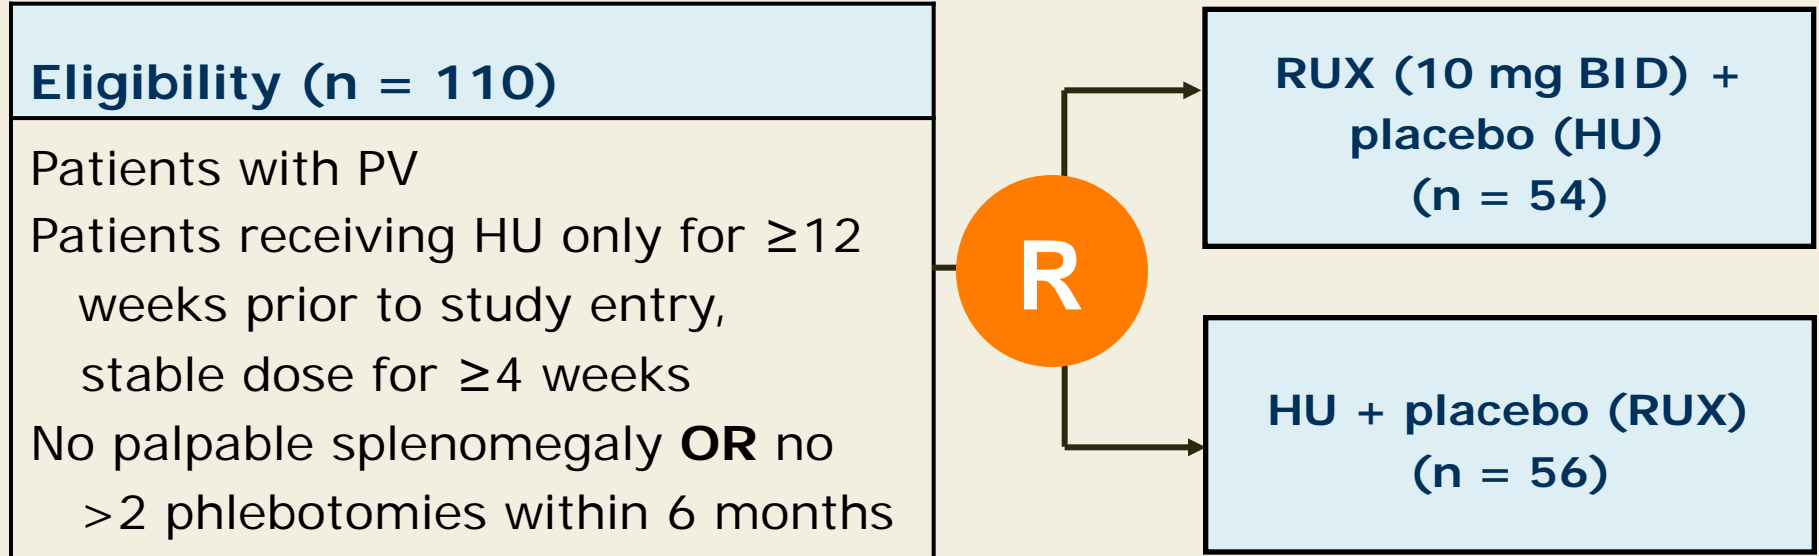 Eligibility (n = 110)
Patients with PV
Patients receiving HU only for ≥12
weeks prior to study entry,
stable dose for ≥4 weeks
No palpable splenomegaly OR no
>2 phlebotomies within 6 months
R
RUX (10 mg BID) +
placebo (HU)
(n = 54)
HU + placebo (RUX)
(n = 56)